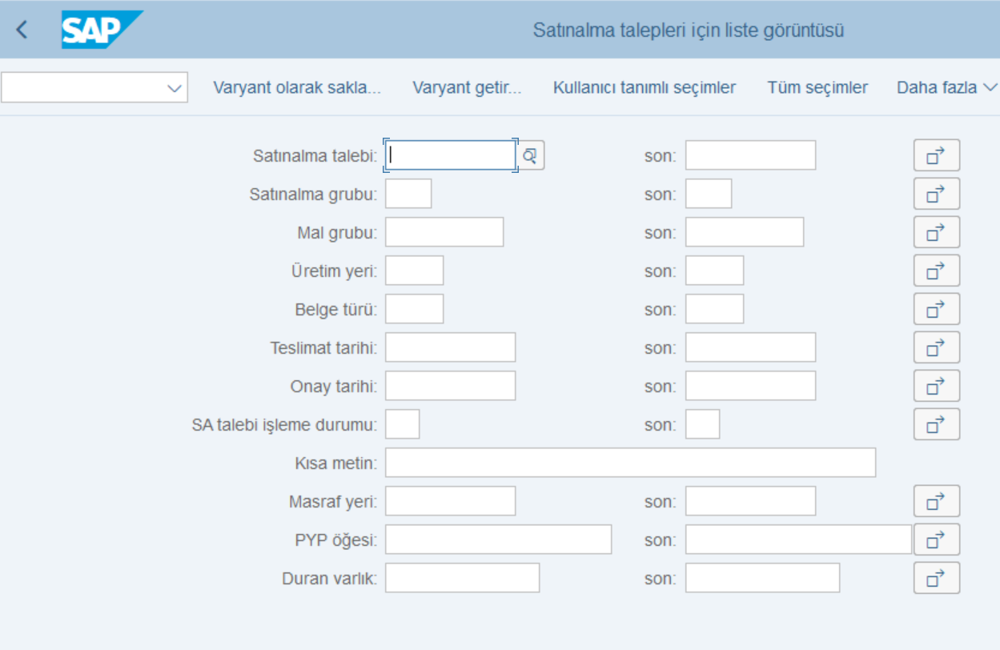 SAP Satınalma talepleri için liste görüntüsü
Varyant olarak sakla... Varyant getir... Kullanıcı tanımlı seçimler Tüm seçimler Daha fazla
Satınalma talebi: son:
Satınalma grubu: son:
Mal grubu: son:
Üretim yeri: son:
Belge türü: son:
Teslimat tarihi: son:
Onay tarihi: son:
SA talebi işleme durumu: son:
Kısa metin:
Masraf yeri: son:
PYP öğesi: son:
Duran varlık: son: